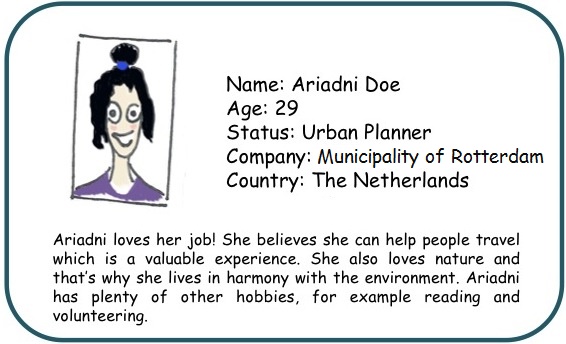 Name: Ariadni Doe
Age: 29
Status: Urban Planner
Company: Municipality of Rotterdam
Country: The Netherlands
Ariadni loves her job! She believes she can help people travel
which is a valuable experience. She also loves nature and
that's why she lives in harmony with the environment. Ariadni
has plenty of other hobbies, for example reading and
volunteering.